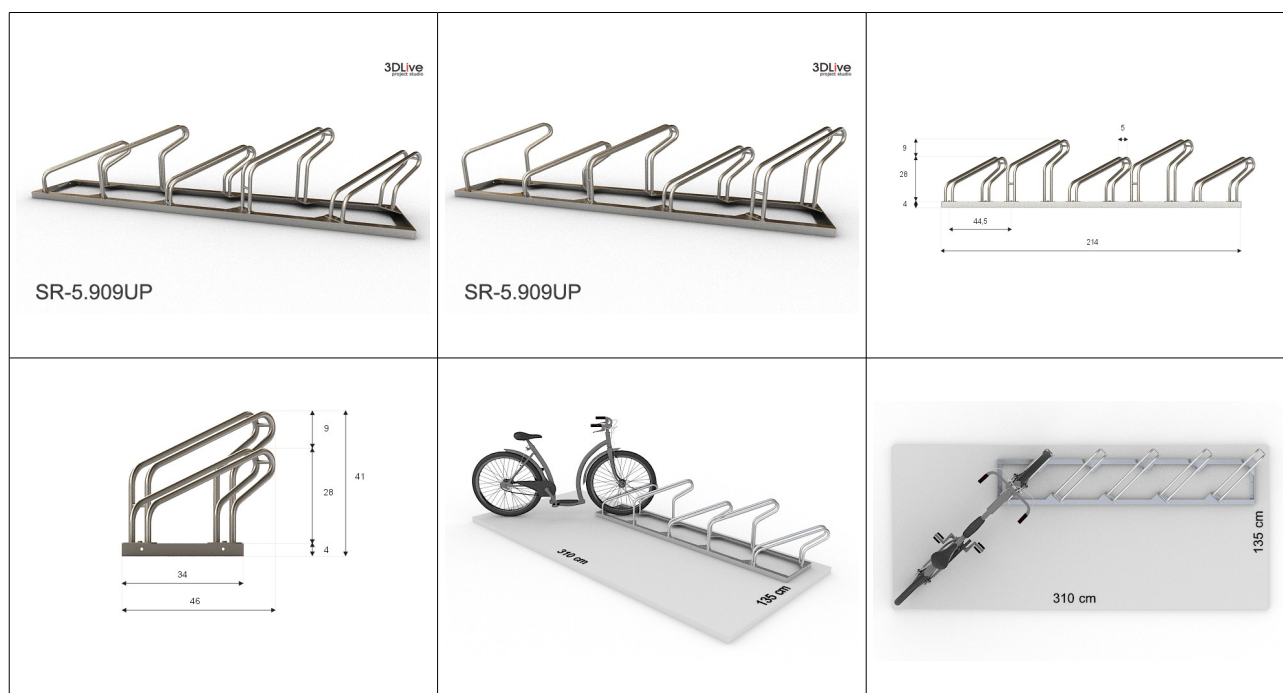 3DLive
project studio
SR-5.909UP
3DLive
project studio
SR-5.909UP
5
9
28
4
44,5
214
9
28
41
4
34
46
310 cm
135 cm
135 cm
310 cm